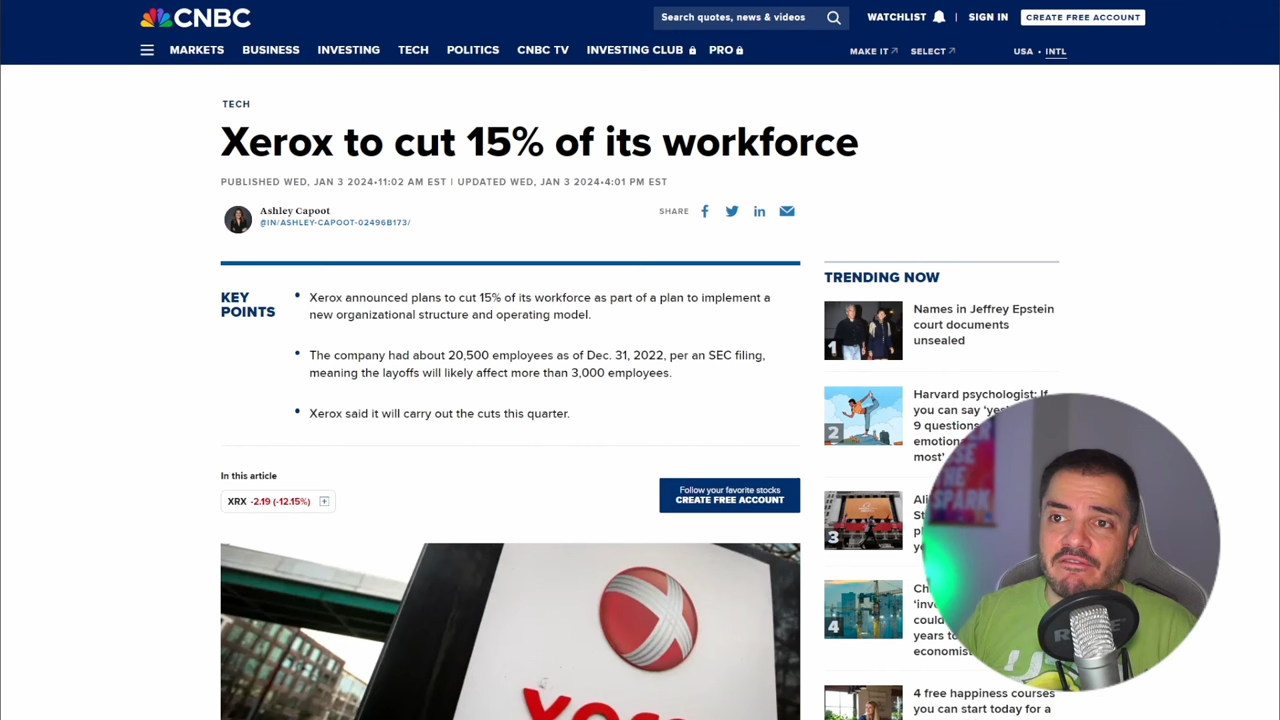 CNBC
Search quotes, news & videos
WATCHLIST
SIGN IN
CREATE FREE ACCOUNT
MARKETS
BUSINESS
INVESTING
TECH
POLITICS
CNBC TV
INVESTING CLUB
PRO
MAKE IT
SELECT
USA • INTL
TECH
Xerox to cut 15% of its workforce
PUBLISHED WED, JAN 3 2024•11:02 AM EST | UPDATED WED, JAN 3 2024•4:01 PM EST
Ashley Capoot
@IN/ASHLEY-CAPOOT-02496B173/
SHARE
KEY
POINTS
• Xerox announced plans to cut 15% of its workforce as part of a plan to implement a
new organizational structure and operating model.
• The company had about 20,500 employees as of Dec. 31, 2022, per an SEC filing,
meaning the layoffs will likely affect more than 3,000 employees.
• Xerox said it will carry out the cuts this quarter.
In this article
XRX -2.19 (-12.15%)
Follow your favorite stocks
CREATE FREE ACCOUNT
TRENDING NOW
1
Names in Jeffrey Epstein
court documents
unsealed
2
Harvard psychologist: If
you can say
9 questions
most'
3
4
years to
economist
4 free happiness courses
you can start today for a
THE
SPARK